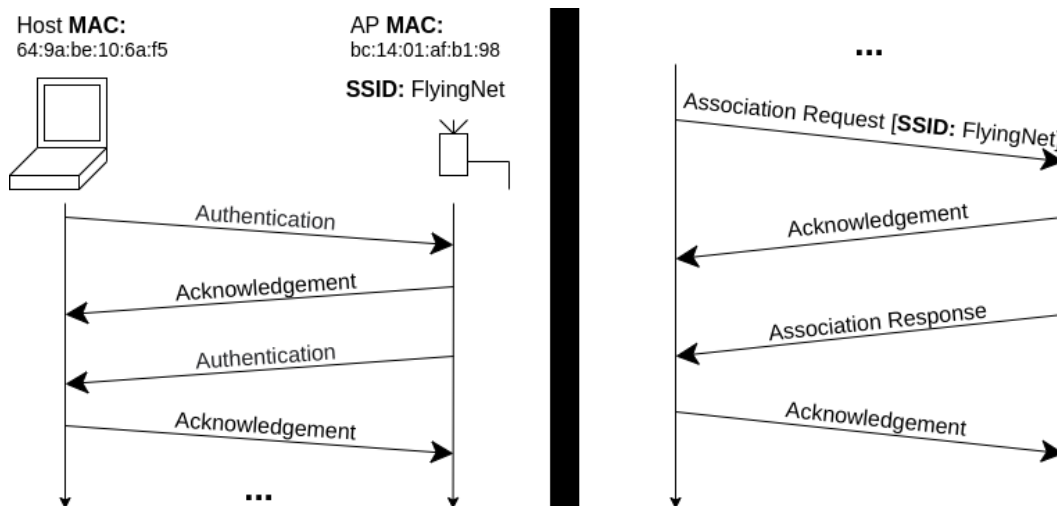 Host MAC:
64:9a:be:10:6a:f5
AP MAC:
bc:14:01:af:b1:98
SSID: FlyingNet
Authentication
Acknowledgement
Authentication
Acknowledgement
...
...
Association Request [SSID: FlyingNet]
Acknowledgement
Association Response
Acknowledgement